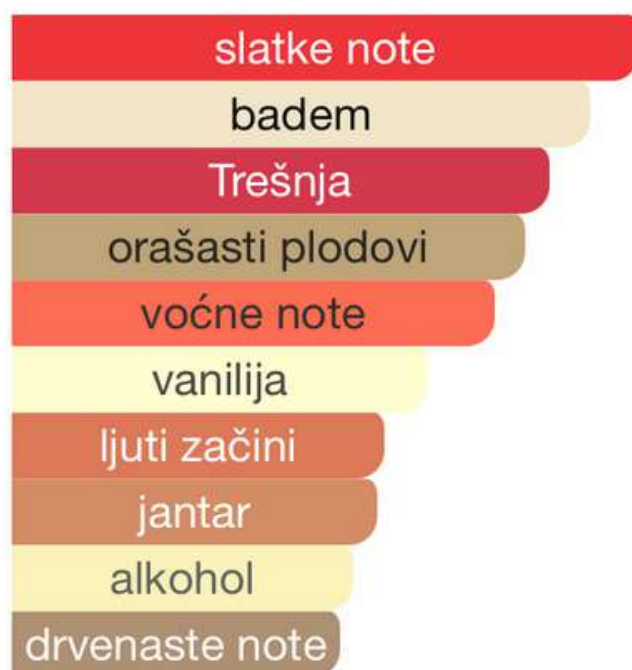 slatke note
badem
Trešnja
orašasti plodovi
voćne note
vanilija
ljuti začini
jantar
alkohol
drvenaste note